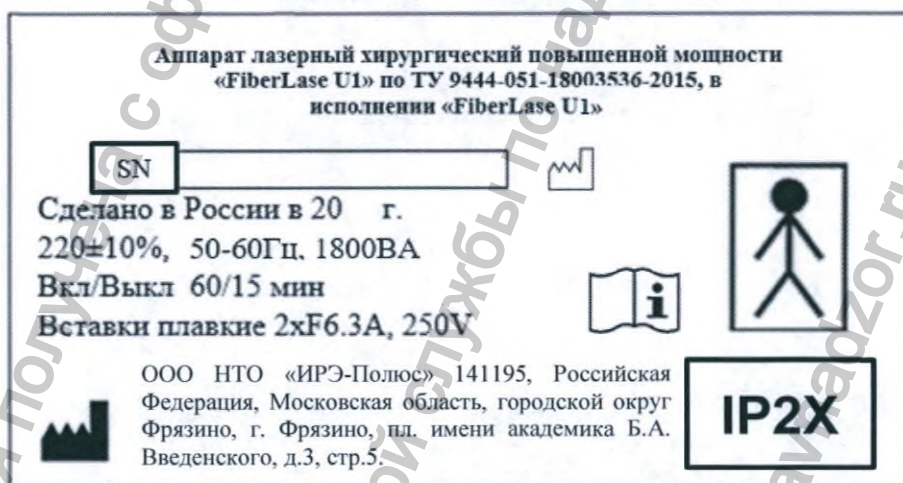 Аппарат лазерный хирургический повышенной мощности
«FiberLase U1» по ТУ 9444-051-18003536-2015, в
исполнении «FiberLase U1»
SN
Сделано в России в 20 г.
220±10%, 50-60Гц, 1800ВА
Вкл/Выкл 60/15 мин
Вставки плавкие 2xF6.3A, 250V
ООО НТО «ИРЭ-Полюс» 141195, Российская
Федерация, Московская область, городской округ
Фрязино, г. Фрязино, пл. имени академика Б.А.
Введенского, д.3, стр.5.
IP2X